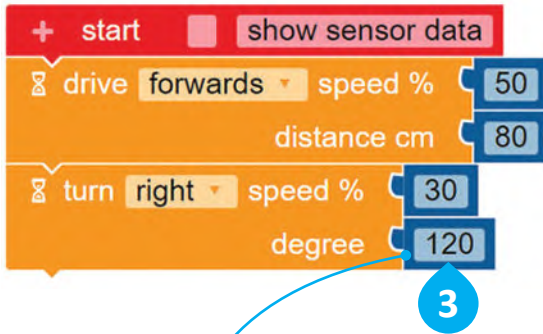 + start show sensor data
drive forwards speed % 50
distance cm 80
turn right speed % 30
degree 120
3